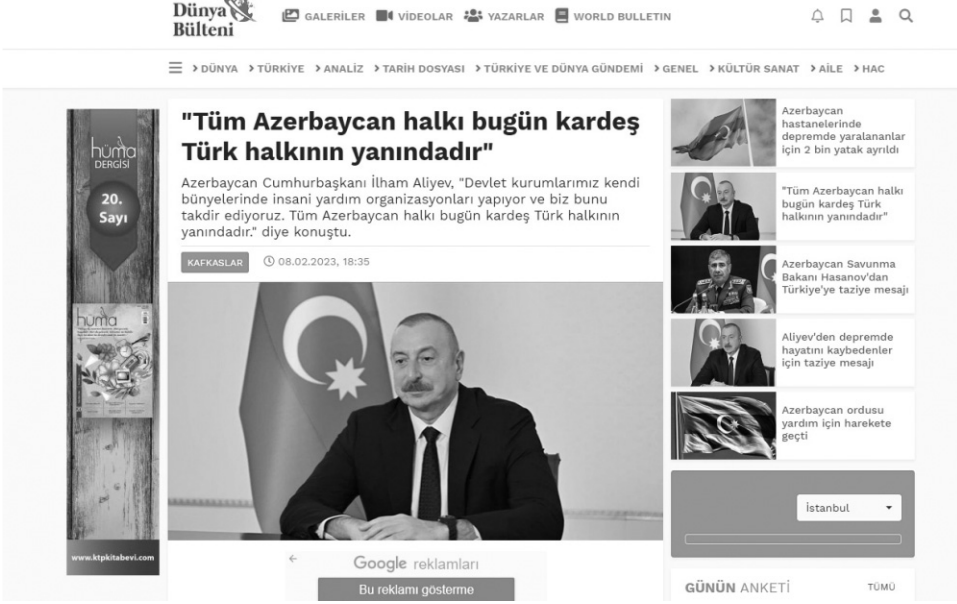 Dünya
Bülteni
GALERİLER VİDEOLAR YAZARLAR WORLD BULLETIN
DÜNYA TÜRKİYE ANALİZ TARİH DOSYASI TÜRKİYE VE DÜNYA GÜNDEMİ GENEL KÜLTÜR SANAT AİLE HAC
hüma
DERGİSİ
20.
Sayı
hüma
www.ktpkitabevi.com
"Tüm Azerbaycan halkı bugün kardeş
Türk halkının yanındadır"
Azerbaycan Cumhurbaşkanı İlham Aliyev, "Devlet kurumlarımız kendi
bünyelerinde insani yardım organizasyonları yapıyor ve biz bunu
takdir ediyoruz. Tüm Azerbaycan halkı bugün kardeş Türk halkının
yanındadır." diye konuştu.
KAFKASLAR 08.02.2023, 18:35
Google reklamları
Bu reklamı gösterme
Azerbaycan
hastanelerinde
depremde yaralananlar
için 2 bin yatak ayrıldı
"Tüm Azerbaycan halkı
bugün kardeş Türk
halkının yanındadır"
Azerbaycan Savunma
Bakanı Hasanov'dan
Türkiye'ye taziye mesajı
Aliyev'den depremde
hayatını kaybedenler
için taziye mesajı
Azerbaycan ordusu
yardım için harekete
geçti
İstanbul
GÜNÜN ANKETİ TÜMÜ